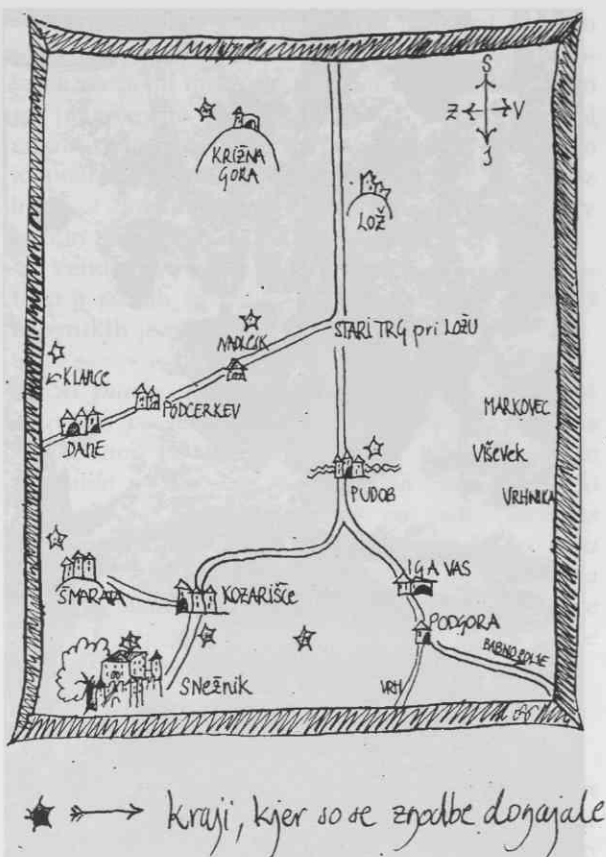 S
Z V
J
KRIŽNA
GORA
LOŽ
NADLESK
STARI TRG pri LOŽU
KLANCE
PODCERKEV
DANE
MARKOVEC
VIŠEVEK
VRHNIKA
PUDOB
IGA VAS
ŠMARATA
KOZARIŠČE
PODGORA
BABNO POLJE
SNEŽNIK
VRH
kraji, kjer so se zgodbe dogajale